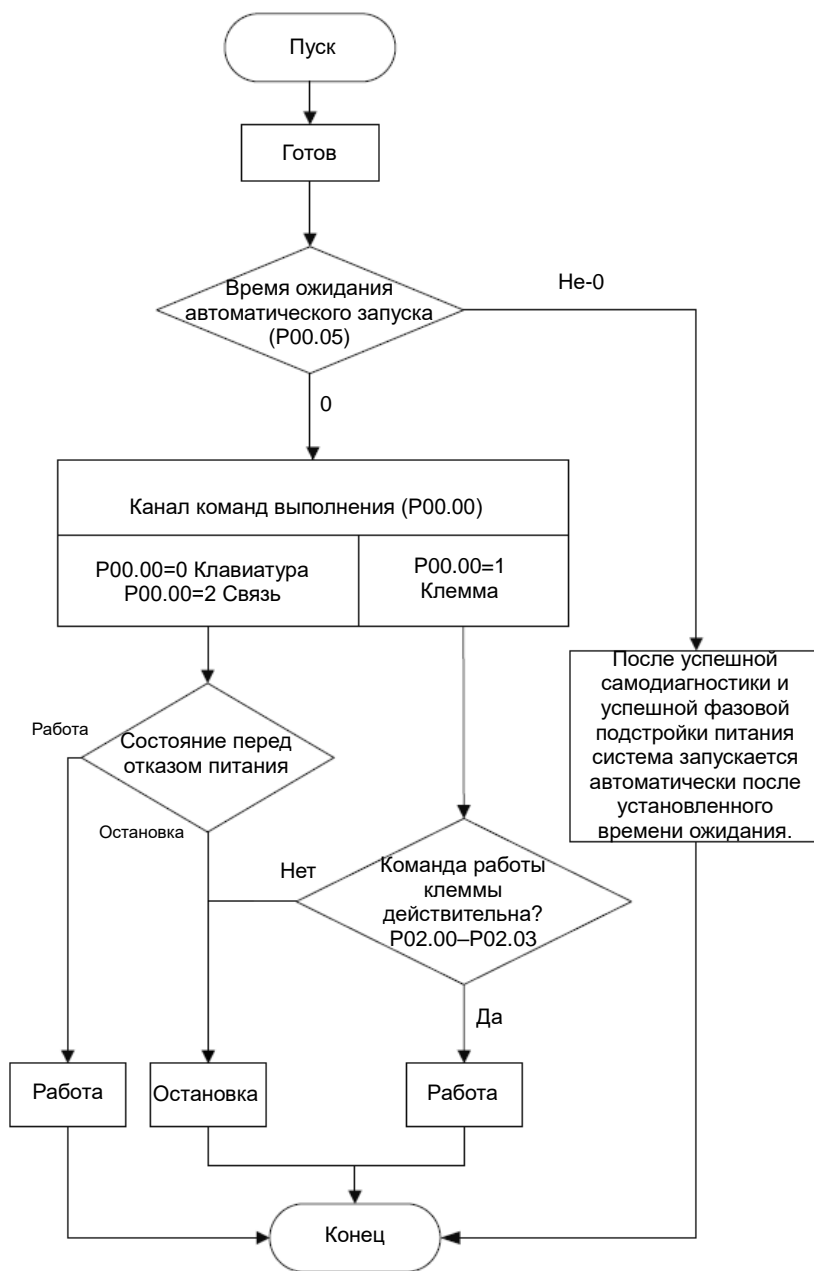 Пуск
Готов
Время ожидания
автоматического запуска
(P00.05)
Не-0
0
Канал команд выполнения (P00.00)
P00.00=0 Клавиатура
P00.00=2 Связь
P00.00=1
Клемма
После успешной
самодиагностики и
успешной фазовой
подстройки питания
система запускается
автоматически после
установленного
времени ожидания.
Работа
Состояние перед
отказом питания
Остановка
Нет
Команда работы
клеммы
действительна?
P02.00–P02.03
Да
Работа
Остановка
Работа
Конец